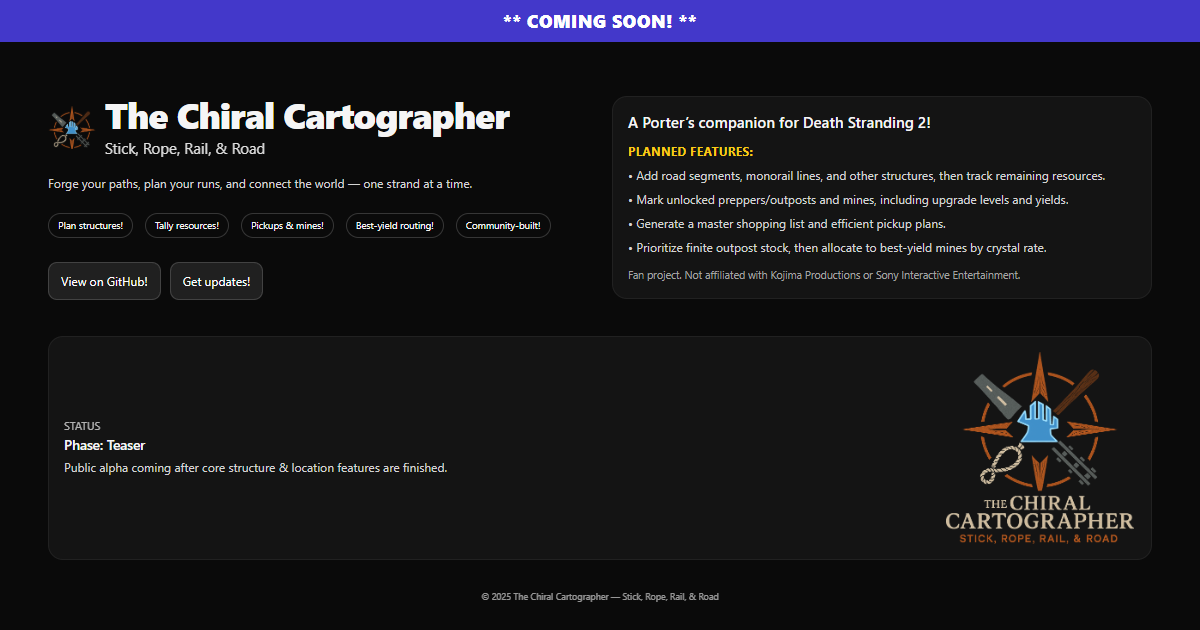 ** COMING SOON! **
The Chiral Cartographer
Stick, Rope, Rail, & Road
Forge your paths, plan your runs, and connect the world — one strand at a time.
Plan structures!
Tally resources!
Pickups & mines!
Best-yield routing!
Community-built!
View on GitHub!
Get updates!
A Porter’s companion for Death Stranding 2!
PLANNED FEATURES:
• Add road segments, monorail lines, and other structures, then track remaining resources.
• Mark unlocked preppers/outposts and mines, including upgrade levels and yields.
• Generate a master shopping list and efficient pickup plans.
• Prioritize finite outpost stock, then allocate to best-yield mines by crystal rate.
Fan project. Not affiliated with Kojima Productions or Sony Interactive Entertainment.
STATUS
Phase: Teaser
Public alpha coming after core structure & location features are finished.
THE CHIRAL
CARTOGRAPHER
STICK, ROPE, RAIL, & ROAD
© 2025 The Chiral Cartographer — Stick, Rope, Rail, & Road